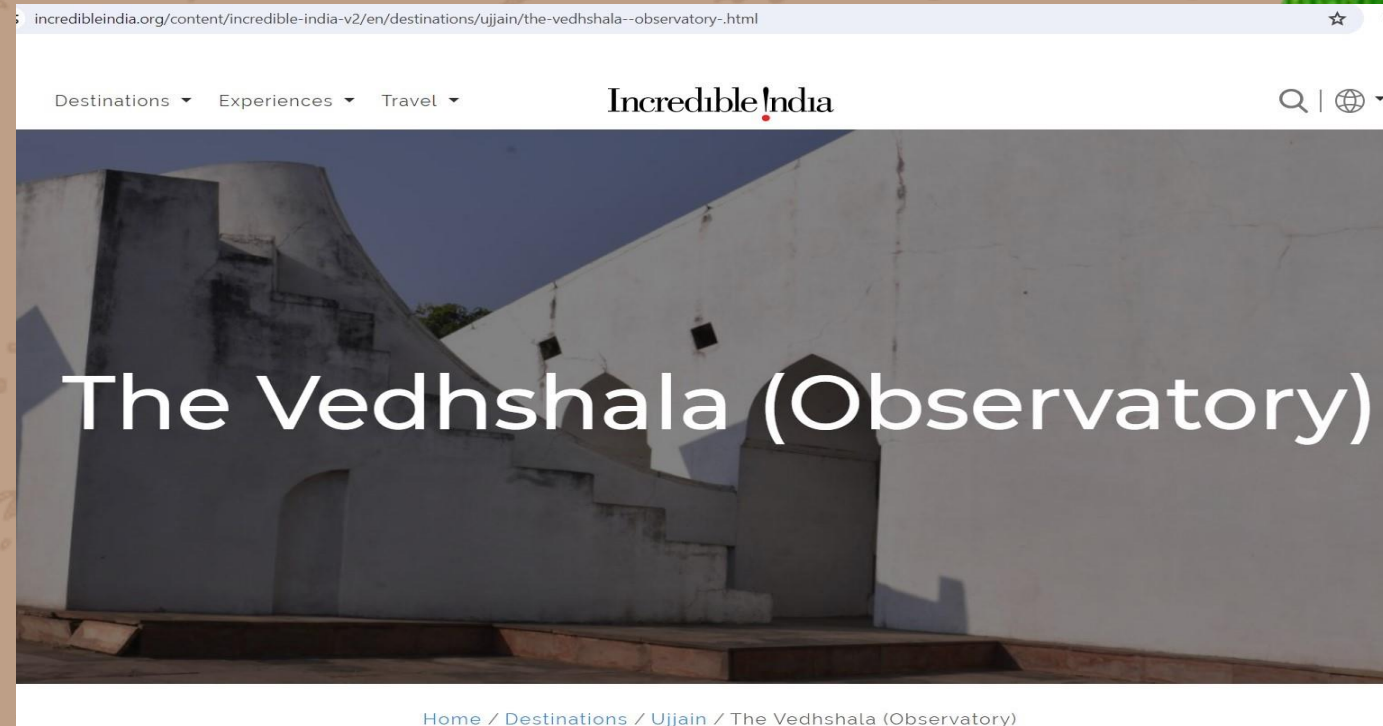 incredibleindia.org/content/incredible-india-v2/en/destinations/ujjain/the-vedhshala--observatory-.html
Destinations Experiences Travel Incredible!ndia
The Vedhshala (Observatory)
Home / Destinations / Ujjain / The Vedhshala (Observatory)